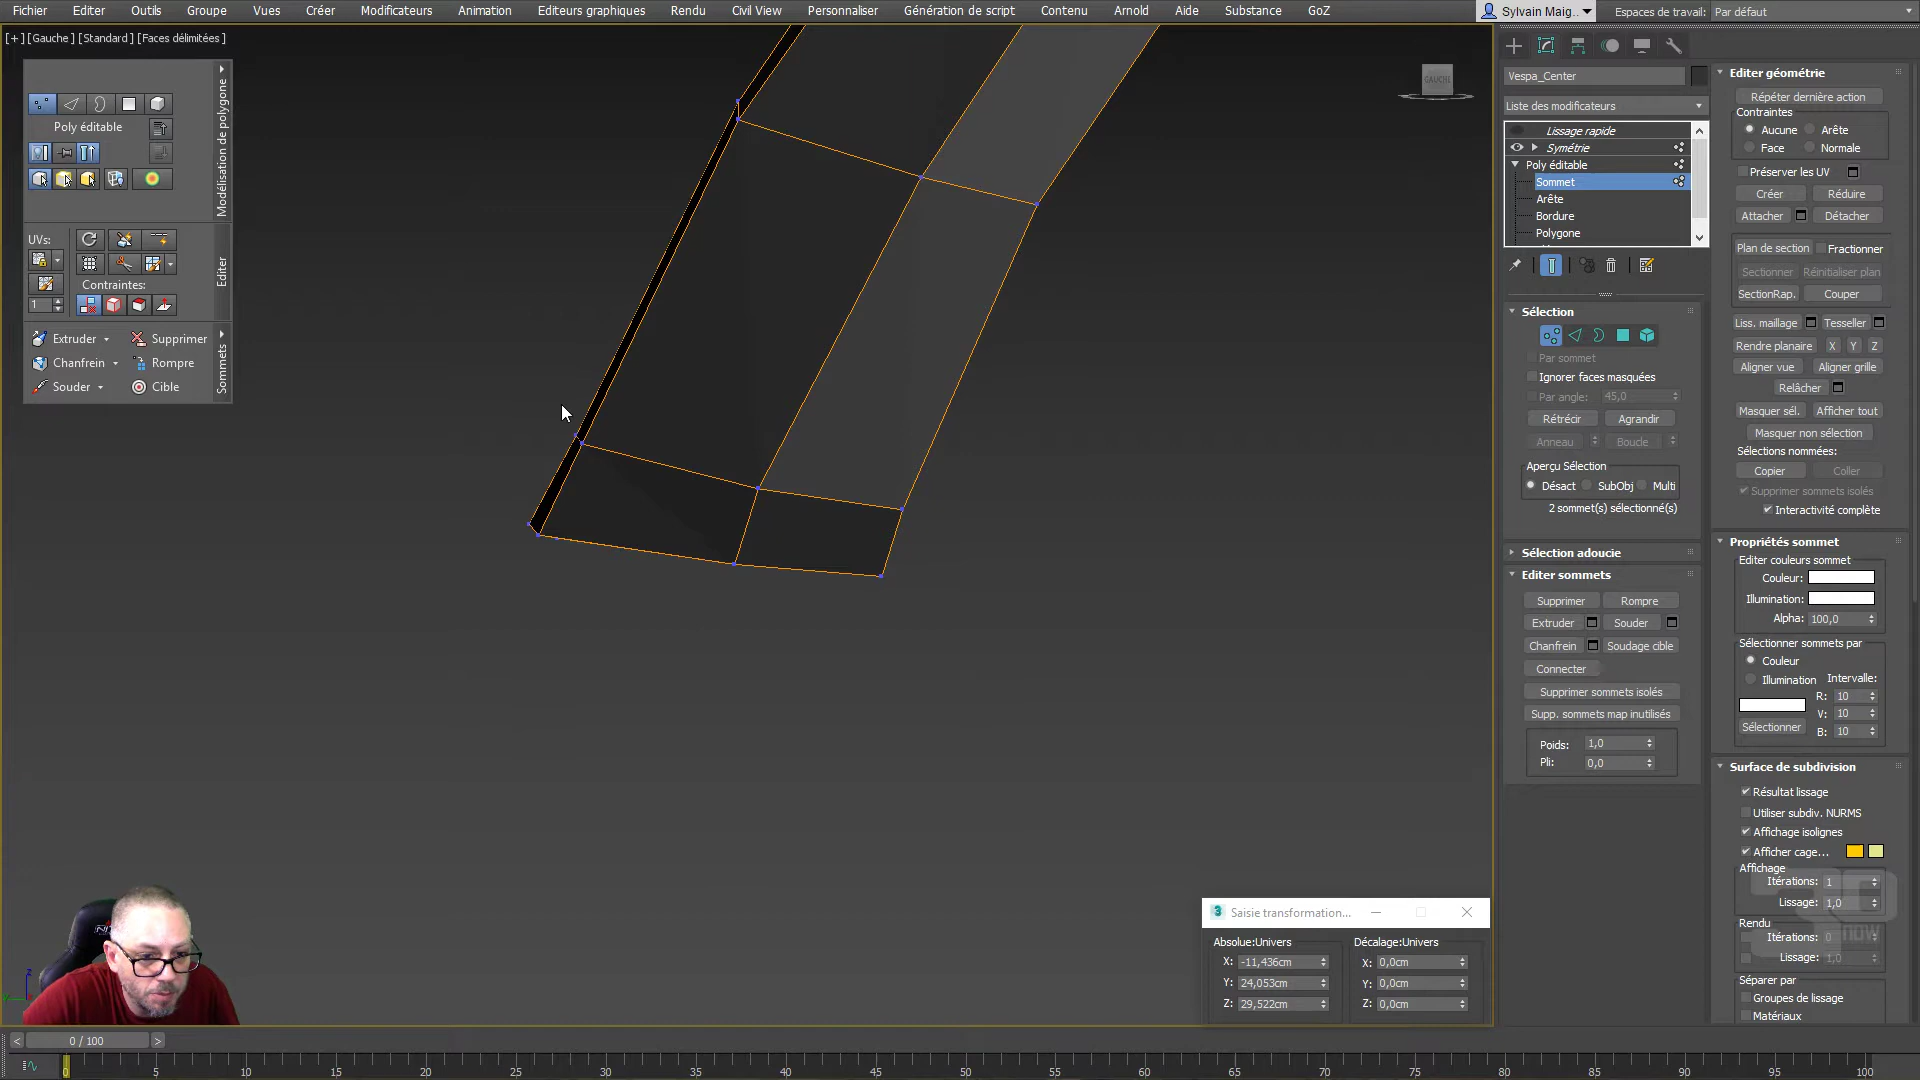 Fichier Editer Outils Groupe Vues Créer Modificateurs Animation Editeurs graphiques Rendu Civil View Personnaliser Génération de script Contenu Arnold Aide Substance GoZ Sylvain Maig... Espaces de travail: Par défaut
[+] [Gauche] [Standard] [Faces délimitées]
GAUCHE
Poly éditable
Modélisation de polygone
UVs:
Contraintes:
1
Editer
Extruder Supprimer
Chanfrein Rompre
Souder Cible
Sommets
Vespa_Center
Liste des modificateurs
Lissage rapide
Symétrie
Poly éditable
Sommet
Arête
Bordure
Polygone
Sélection
Par sommet
Ignorer faces masquées
Par angle: 45,0
Rétrécir Agrandir
Anneau Boucle
Aperçu Sélection
Désact SubObj Multi
2 sommet(s) sélectionné(s)
Sélection adoucie
Editer sommets
Supprimer Rompre
Extruder Souder
Chanfrein Soudage cible
Connecter
Supprimer sommets isolés
Supp. sommets map inutilisés
Poids: 1,0
Pli: 0,0
Editer géométrie
Répéter dernière action
Contraintes
Aucune Arête
Face Normale
Préserver les UV
Créer Réduire
Attacher Détacher
Plan de section Fractionner
Sectionner Réinitialiser plan
SectionRap. Couper
Liss. maillage Tesseller
Rendre planaire X Y Z
Aligner vue Aligner grille
Relâcher
Masquer sél. Afficher tout
Masquer non sélection
Sélections nommées:
Copier Coller
Supprimer sommets isolés
Interactivité complète
Propriétés sommet
Editer couleurs sommet
Couleur:
Illumination:
Alpha: 100,0
Sélectionner sommets par
Couleur
Illumination Intervalle:
R: 10
V: 10
Sélectionner B: 10
Surface de subdivision
Résultat lissage
Utiliser subdiv. NURMS
Affichage isolignes
Afficher cage...
Affichage
Itérations: 1
Lissage: 1,0
Rendu
Itérations: 0
Lissage: 1,0
Séparer par
Groupes de lissage
Matériaux
now
3 Saisie transformation...
Absolue:Univers Décalage:Univers
X: -11,436cm X: 0,0cm
Y: 24,053cm Y: 0,0cm
Z: 29,522cm Z: 0,0cm
z
< 0 / 100 >
0 5 10 15 20 25 30 35 40 45 50 55 60 65 70 75 80 85 90 95 100